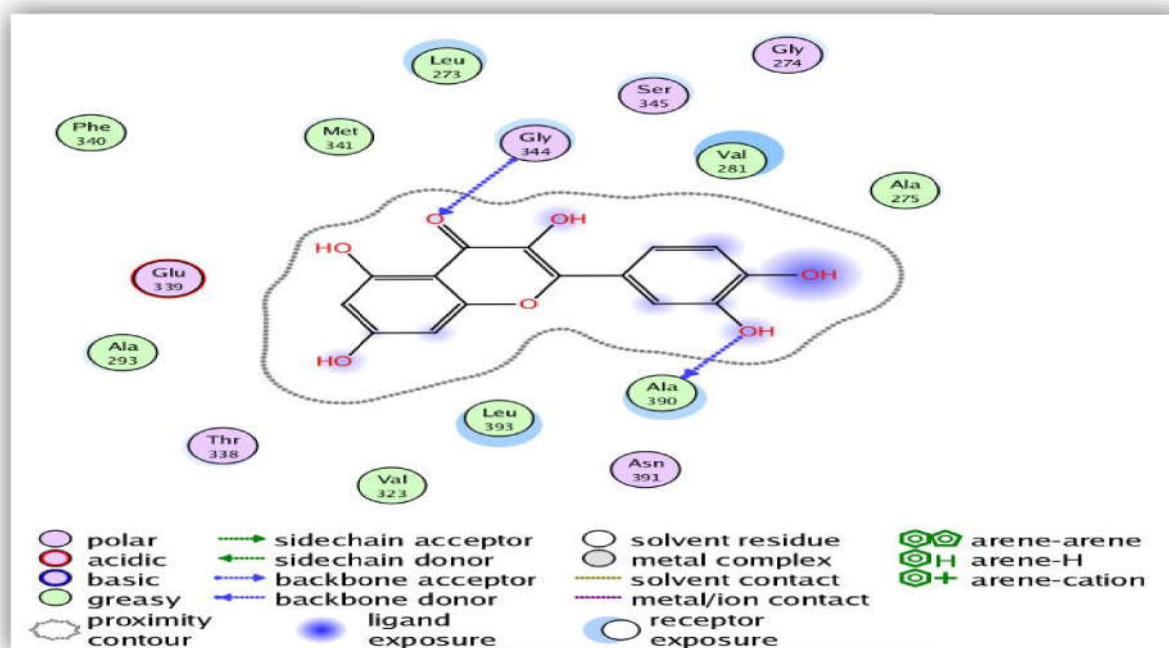 Leu
273
Gly
274
Ser
345
Phe
340
Met
341
Gly
344
Val
281
Ala
275
O
OH
HO
Glu
339
OH
O
OH
HO
Ala
293
Ala
390
Leu
393
Thr
338
Asn
391
Val
323
polar
acidic
basic
greasy
proximity
contour
sidechain acceptor
sidechain donor
backbone acceptor
backbone donor
ligand
exposure
solvent residue
metal complex
solvent contact
metal/ion contact
receptor
exposure
arene-arene
H arene-H
+ arene-cation